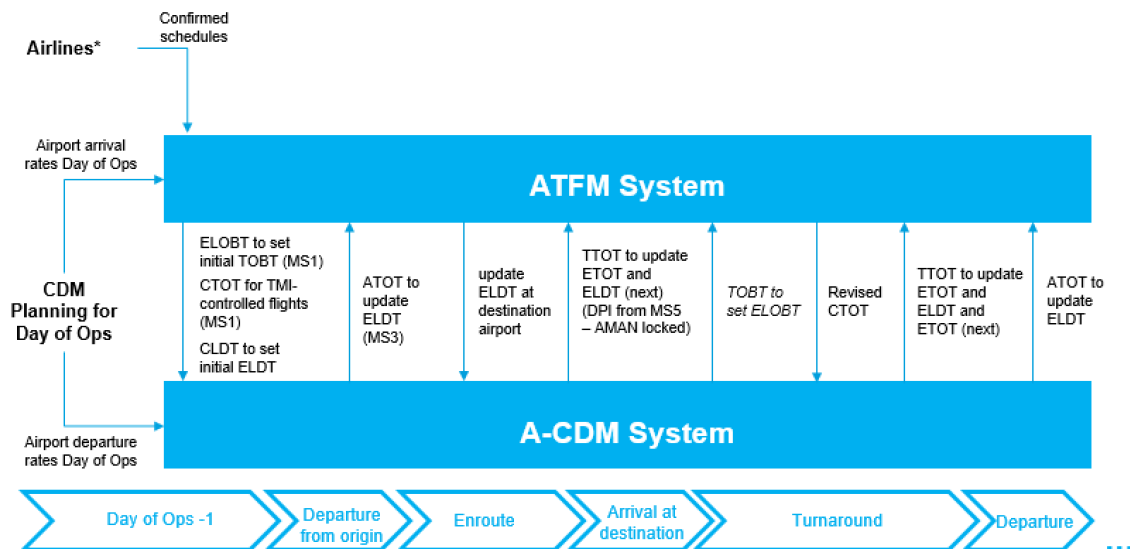 Confirmed
schedules
Airlines*
Airport arrival
rates Day of Ops
ATFM System
CDM
Planning for
Day of Ops
ELOBT to set
initial TOBT (MS1)
CTOT for TMI-
controlled flights
(MS1)
CLDT to set
initial ELDT
ATOT to
update
ELDT
(MS3)
update
ELDT at
destination
airport
TTOT to update
ETOT and
ELDT (next)
(DPI from MS5
– AMAN locked)
TOBT to
set ELOBT
Revised
CTOT
TTOT to update
ETOT and
ELDT and
ETOT (next)
ATOT to
update
ELDT
A-CDM System
Airport departure
rates Day of Ops
Day of Ops -1
Departure
from origin
Enroute
Arrival at
destination
Turnaround
Departure
...